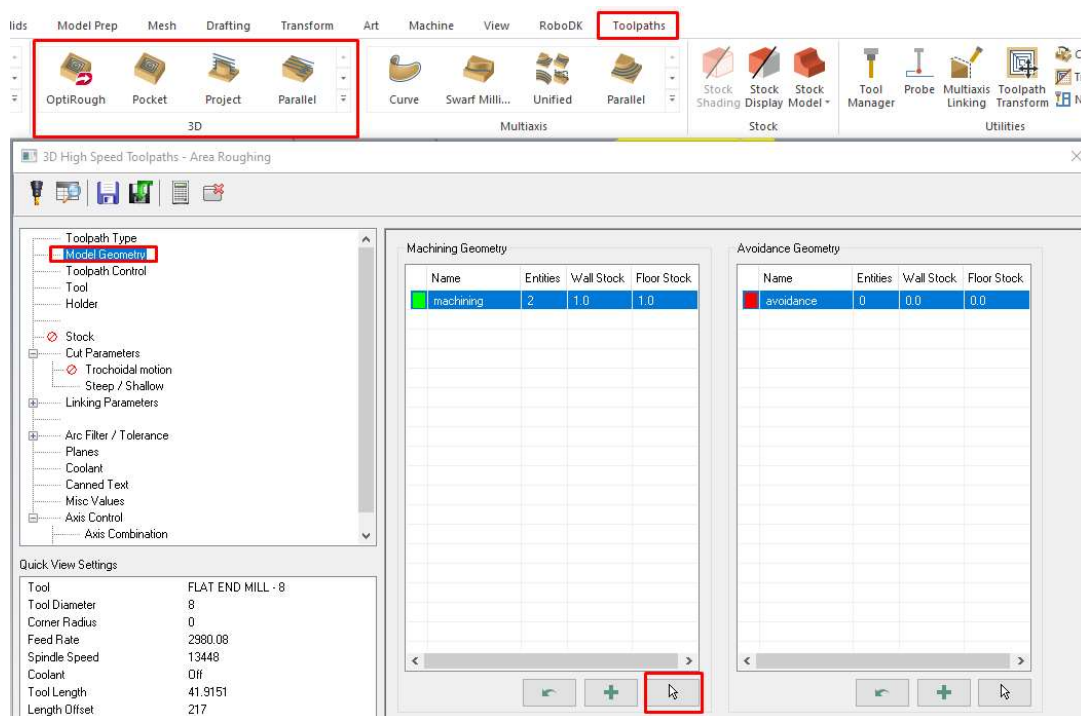 Model Prep Mesh Drafting Transform Art Machine View RoboDK Toolpaths
OptiRough Pocket Project Parallel Curve Swarf Milli... Unified Parallel Stock Shading Stock Display Stock Model Tool Manager Probe Multiaxis Linking Toolpath Transform
3D Multiaxis Stock Utilities
3D High Speed Toolpaths - Area Roughing
Toolpath Type
Model Geometry
Toolpath Control
Tool
Holder
Stock
Cut Parameters
Trochoidal motion
Steep / Shallow
Linking Parameters
Arc Filter / Tolerance
Planes
Coolant
Canned Text
Misc Values
Axis Control
Axis Combination
Machining Geometry
Name Entities Wall Stock Floor Stock
machining 2 1.0 1.0
Avoidance Geometry
Name Entities Wall Stock Floor Stock
avoidance 0 0.0 0.0
Quick View Settings
Tool FLAT END MILL - 8
Tool Diameter 8
Corner Radius 0
Feed Rate 2980.08
Spindle Speed 13448
Coolant Off
Tool Length 41.9151
Length Offset 217